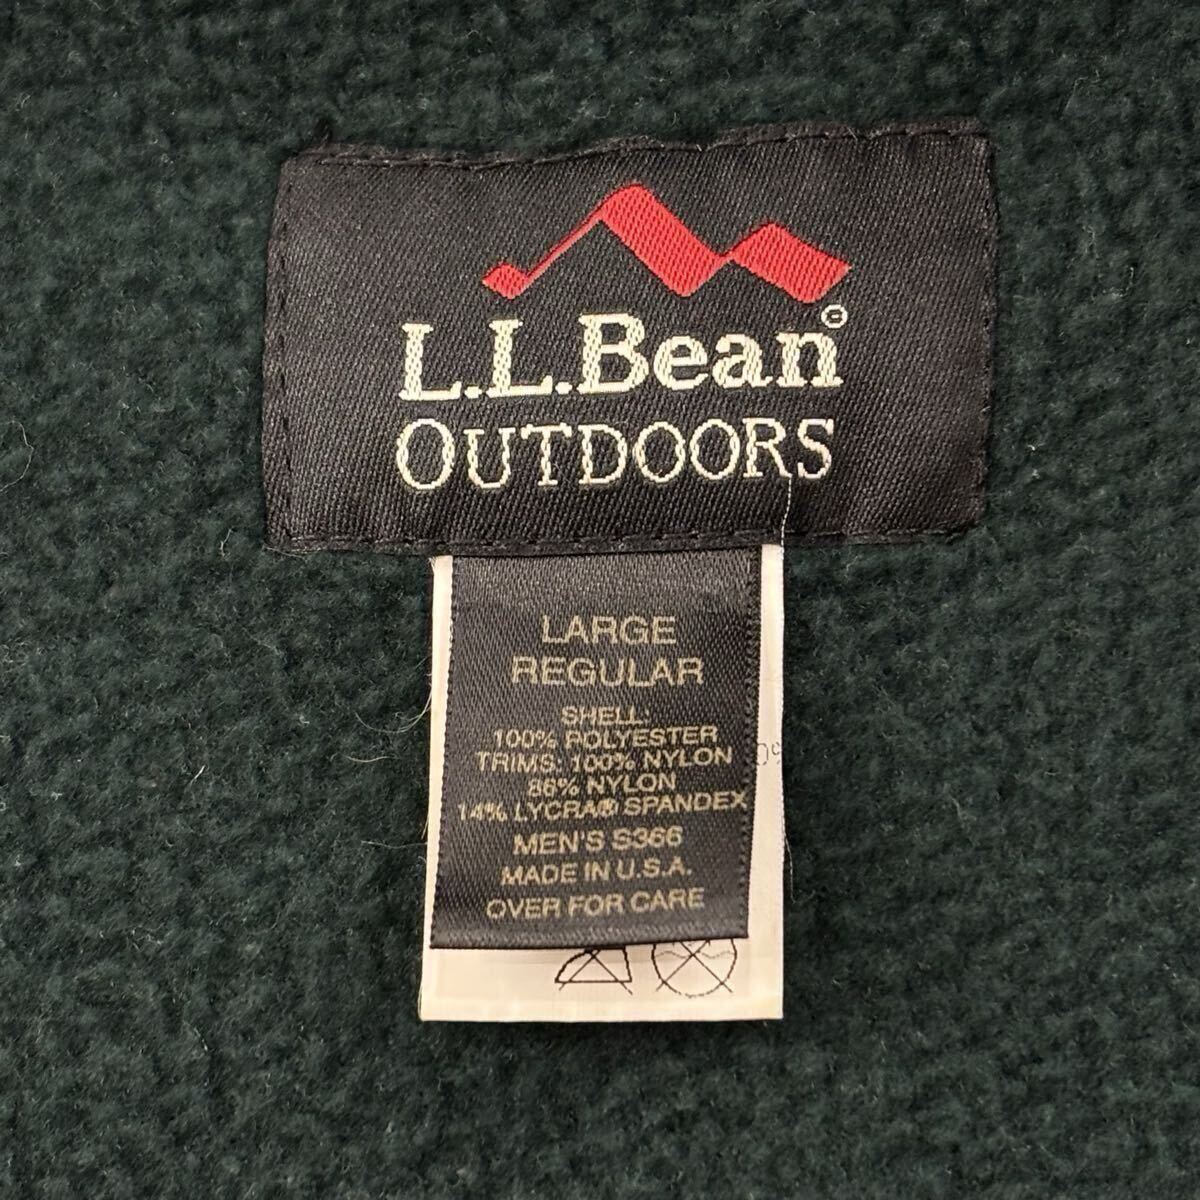 L.L.Bean©
OUTDOORS
LARGE
REGULAR
SHELL:
100% POLYESTER
TRIMS: 100% NYLON
86% NYLON
14% LYCRA® SPANDEX
MEN'S S366
MADE IN U.S.A.
OVER FOR CARE